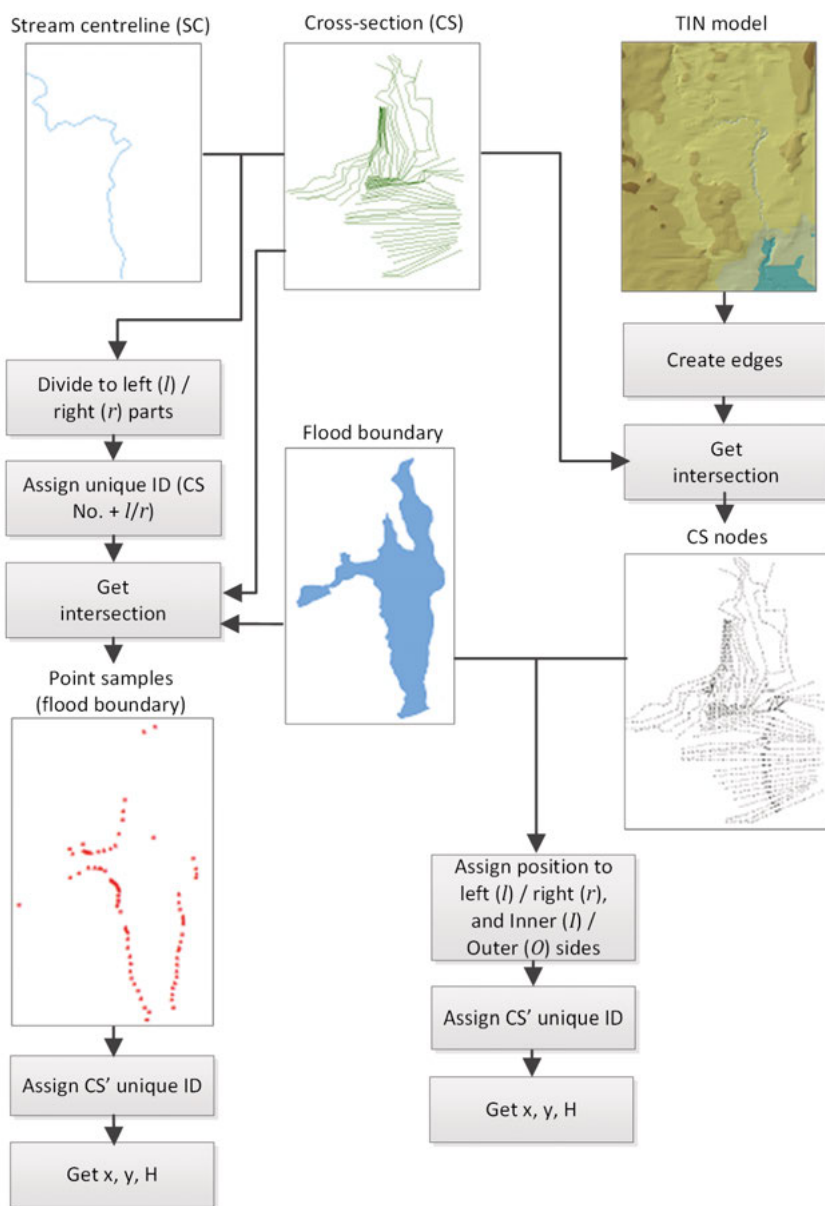 Stream centreline (SC)
Cross-section (CS)
TIN model
Divide to left (l) /
right (r) parts
Create edges
Flood boundary
Get
intersection
Assign unique ID (CS
No. + l/r)
CS nodes
Get
intersection
Point samples
(flood boundary)
Assign position to
left (l) / right (r),
and Inner (I) /
Outer (O) sides
Assign CS' unique ID
Assign CS' unique ID
Get x, y, H
Get x, y, H